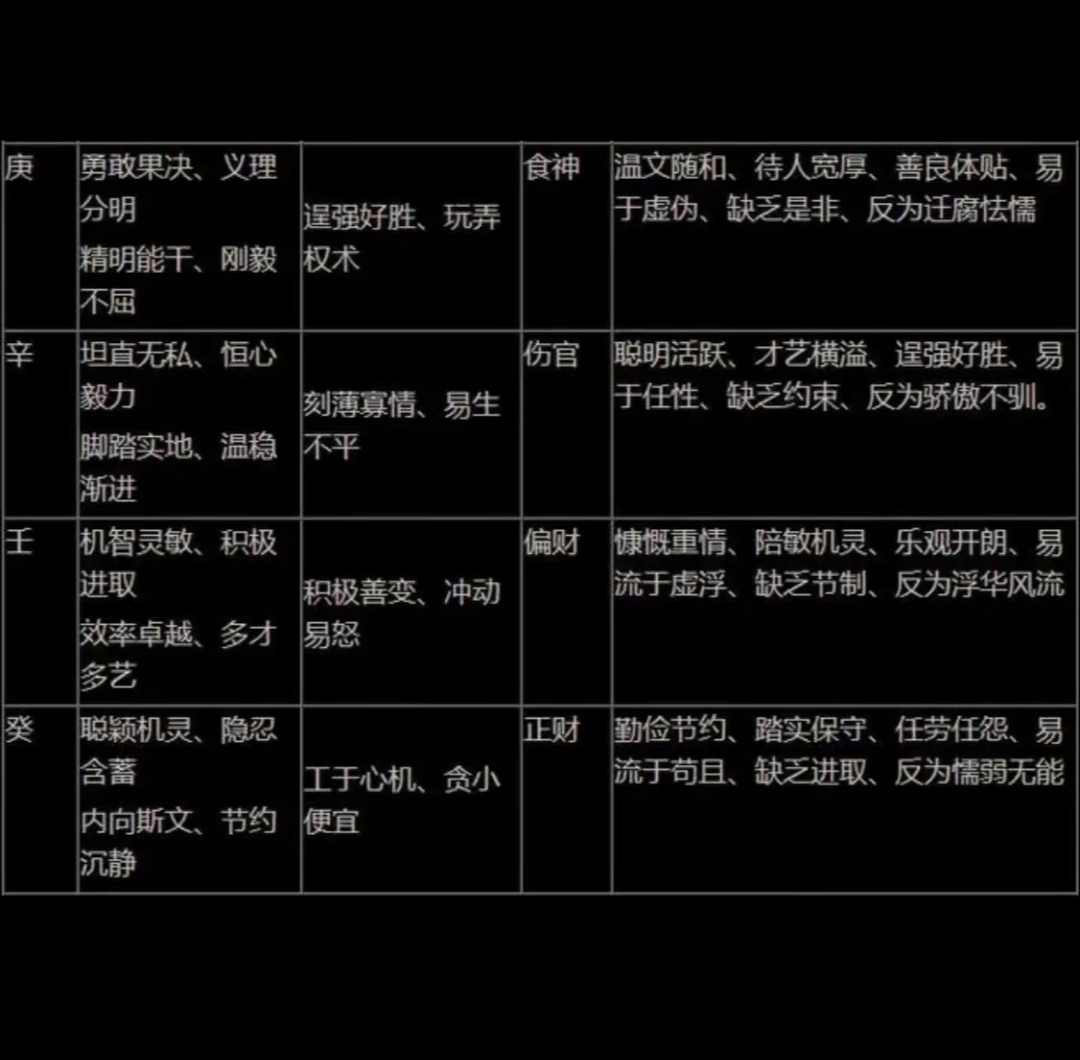 庚
勇敢果决、义理
分明
精明能干、刚毅
不屈
逞强好胜、玩弄
权术
食神
温文随和、待人宽厚、善良体贴、易
于虚伪、缺乏是非、反为迁腐怯懦
辛
坦直无私、恒心
毅力
脚踏实地、温稳
渐进
刻薄寡情、易生
不平
伤官
聪明活跃、才艺横溢、逞强好胜、易
于任性、缺乏约束、反为骄傲不驯。
壬
机智灵敏、积极
进取
效率卓越、多才
多艺
积极善变、冲动
易怒
偏财
慷慨重情、陪敏机灵、乐观开朗、易
流于虚浮、缺乏节制、反为浮华风流
癸
聪颖机灵、隐忍
含蓄
内向斯文、节约
沉静
工于心机、贪小
便宜
正财
勤俭节约、踏实保守、任劳任怨、易
流于苟且、缺乏进取、反为懦弱无能